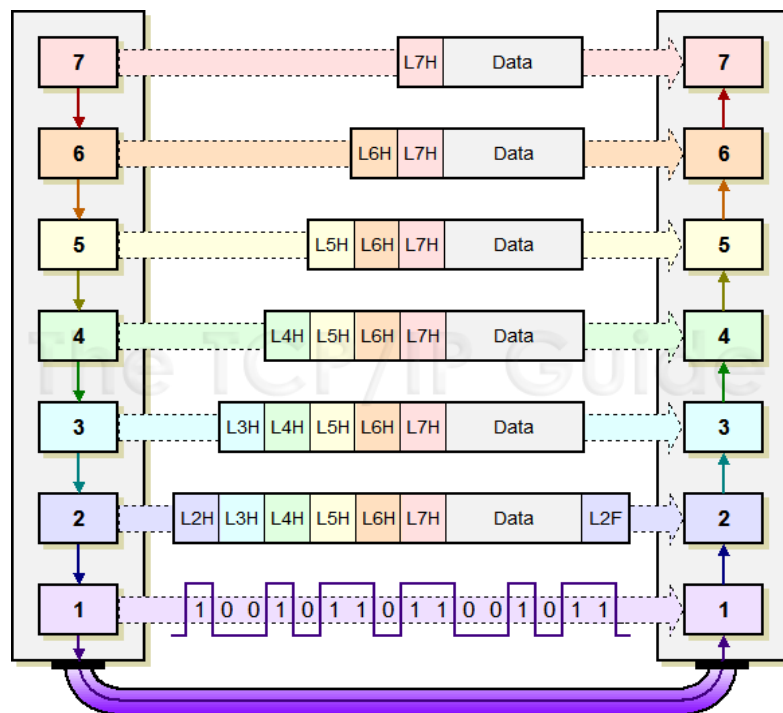 7 L7H Data 7
6 L6H L7H Data 6
5 L5H L6H L7H Data 5
4 L4H L5H L6H L7H Data 4
The TCP/IP Guide
3 L3H L4H L5H L6H L7H Data 3
2 L2H L3H L4H L5H L6H L7H Data L2F 2
1 1 0 0 1 0 1 1 0 1 1 0 0 1 0 1 1 1